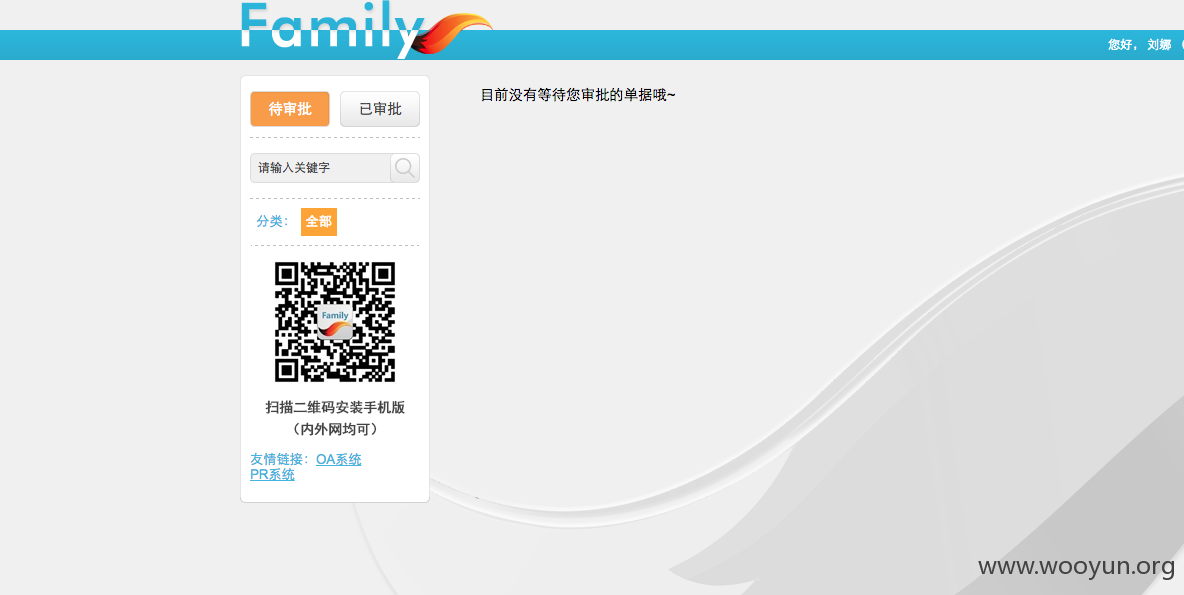 Family
您好， 刘娜
待审批 已审批
目前没有等待您审批的单据哦~
请输入关键字
分类： 全部
Family
扫描二维码安装手机版
（内外网均可）
友情链接：OA系统
PR系统
www.wooyun.org